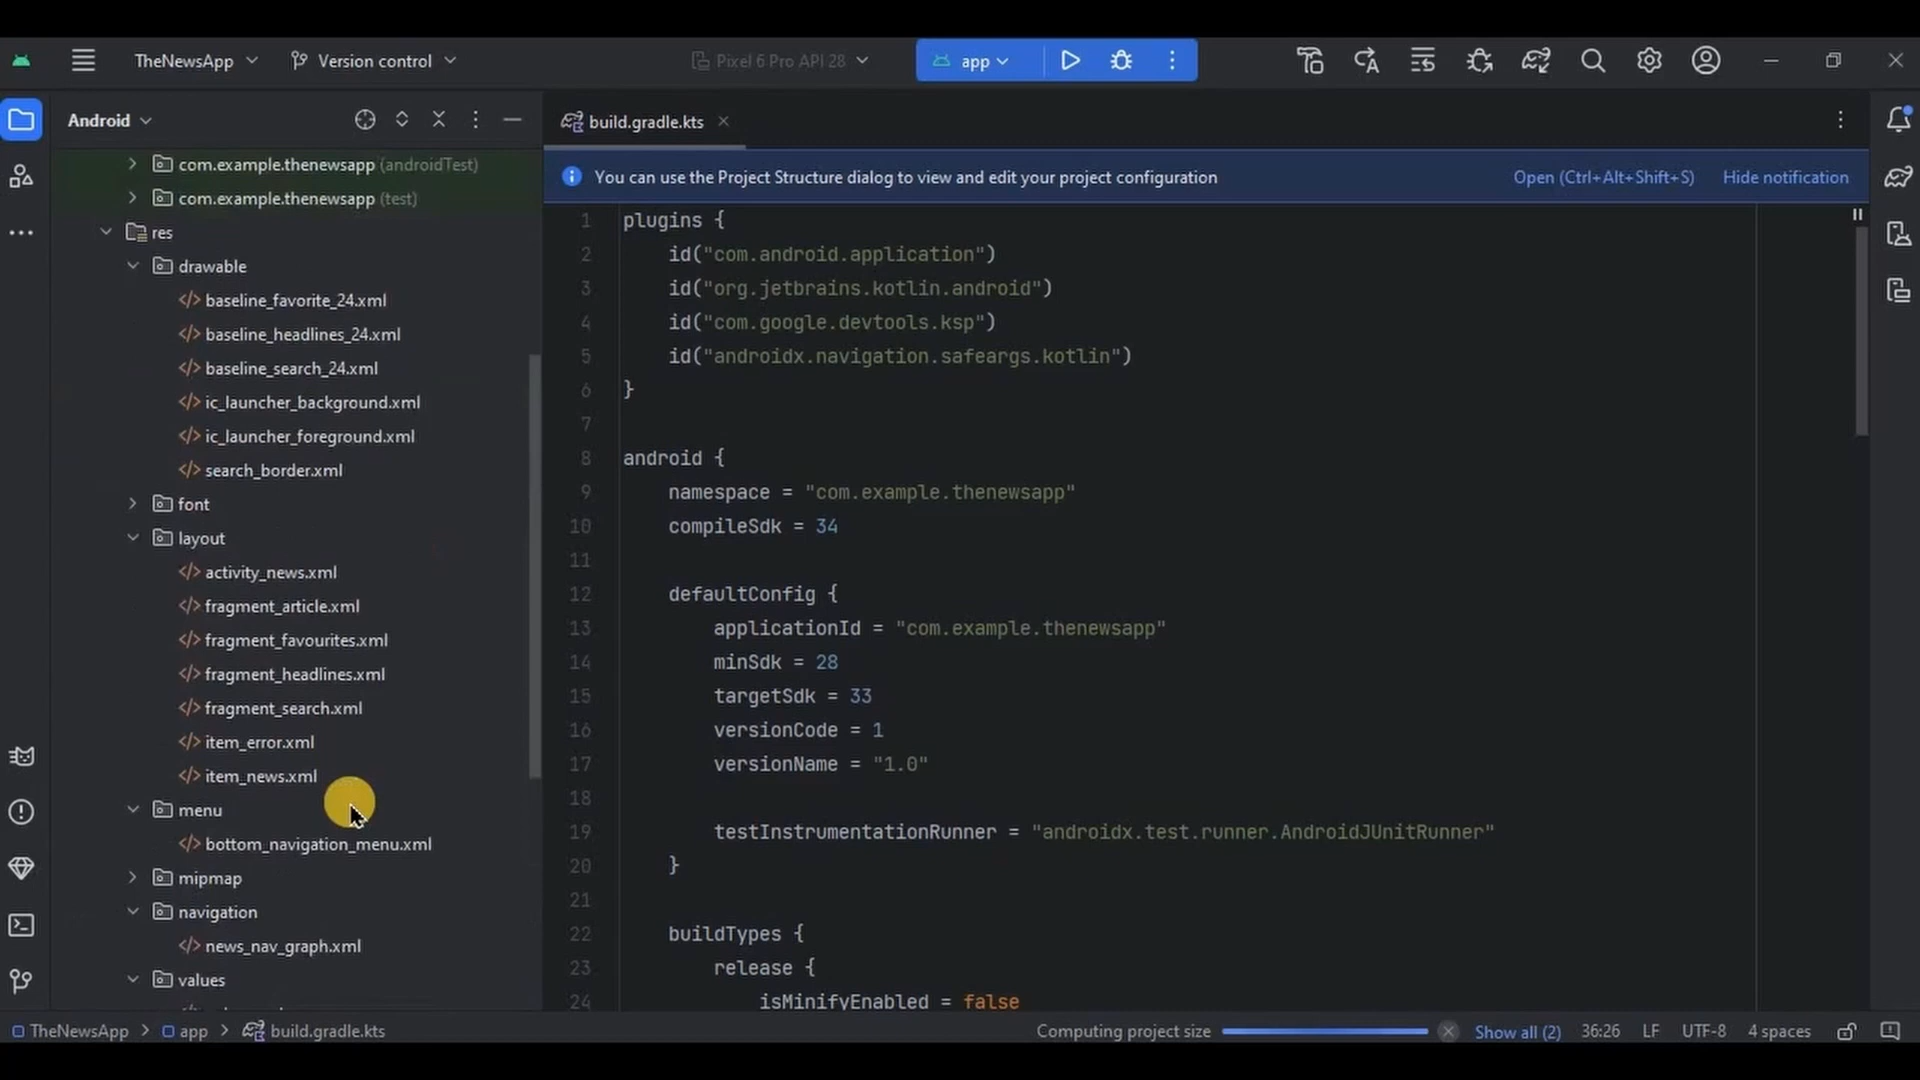 TheNewsApp
Version control
Pixel 6 Pro API 28
app
Android
build.gradle.kts
com.example.thenewsapp (androidTest)
com.example.thenewsapp (test)
res
drawable
baseline_favorite_24.xml
baseline_headlines_24.xml
baseline_search_24.xml
ic_launcher_background.xml
ic_launcher_foreground.xml
search_border.xml
font
layout
activity_news.xml
fragment_article.xml
fragment_favourites.xml
fragment_headlines.xml
fragment_search.xml
item_error.xml
item_news.xml
menu
bottom_navigation_menu.xml
mipmap
navigation
news_nav_graph.xml
values
You can use the Project Structure dialog to view and edit your project configuration
Open (Ctrl+Alt+Shift+S)
Hide notification
1 plugins {
2 id("com.android.application")
3 id("org.jetbrains.kotlin.android")
4 id("com.google.devtools.ksp")
5 id("androidx.navigation.safeargs.kotlin")
6 }
7
8 android {
9 namespace = "com.example.thenewsapp"
10 compileSdk = 34
11
12 defaultConfig {
13 applicationId = "com.example.thenewsapp"
14 minSdk = 28
15 targetSdk = 33
16 versionCode = 1
17 versionName = "1.0"
18
19 testInstrumentationRunner = "androidx.test.runner.AndroidJUnitRunner"
20 }
21
22 buildTypes {
23 release {
24 isMinifyEnabled = false
TheNewsApp > app > build.gradle.kts
Computing project size
Show all (2)
36:26
LF
UTF-8
4 spaces